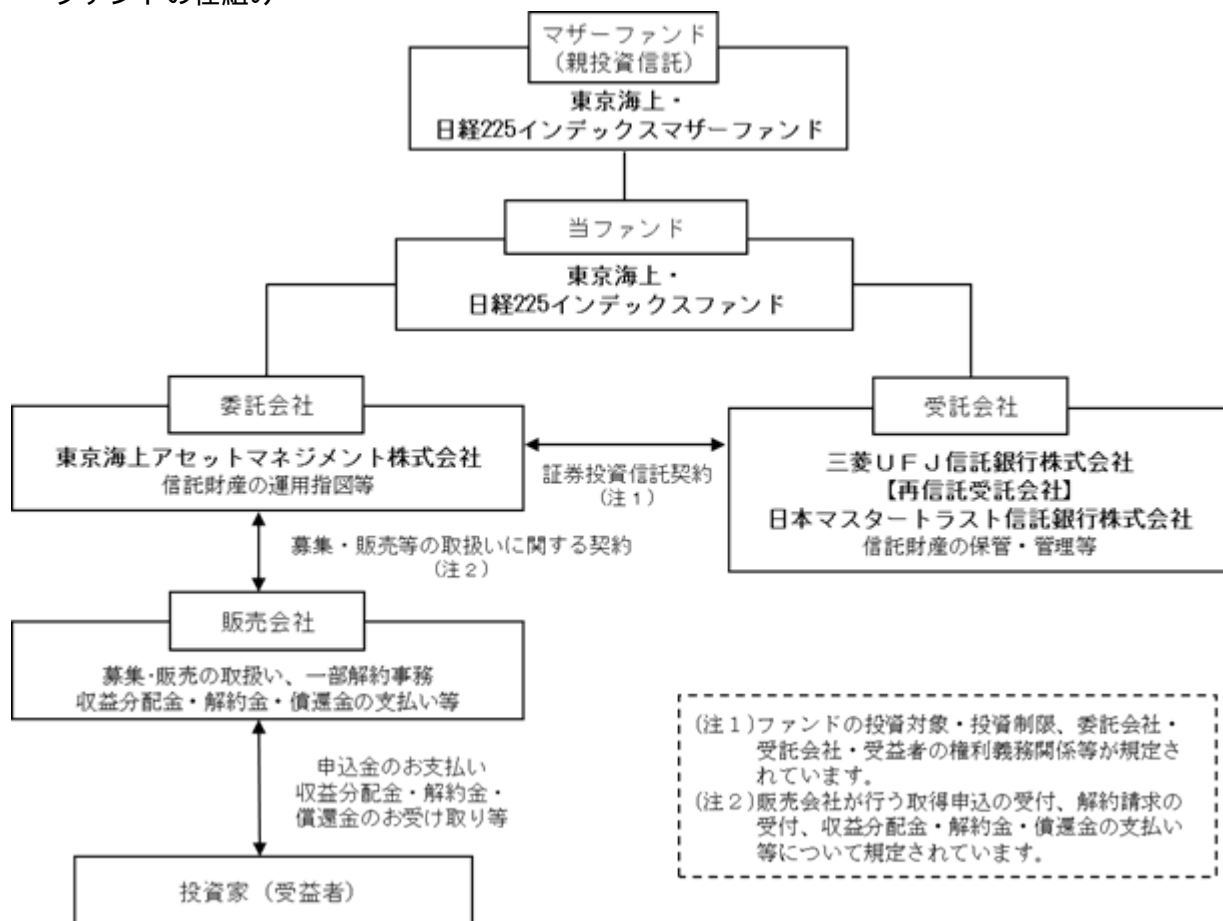 ファンドの仕組み
マザーファンド
(親投資信託)
東京海上・
日経225インデックスマザーファンド
当ファンド
東京海上・
日経225インデックスファンド
委託会社
東京海上アセットマネジメント株式会社
信託財産の運用指図等
証券投資信託契約
(注1)
受託会社
三菱UFJ信託銀行株式会社
【再信託受託会社】
日本マスタートラスト信託銀行株式会社
信託財産の保管・管理等
募集・販売等の取扱いに関する契約
(注2)
販売会社
募集・販売の取扱い、一部解約事務
収益分配金・解約金・償還金の支払い等
申込金のお支払い
収益分配金・解約金・
償還金のお受け取り等
投資家(受益者)
(注1)ファンドの投資対象・投資制限、委託会社・
受託会社・受益者の権利義務関係等が規定さ
れています。
(注2)販売会社が行う取得申込の受付、解約請求の
受付、収益分配金・解約金・償還金の支払い
等について規定されています。